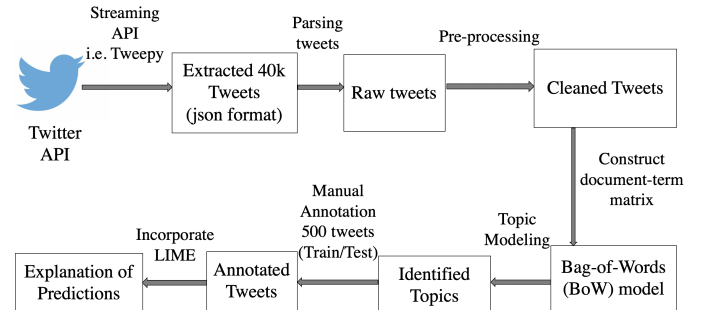 Streaming
API
i.e. Tweepy
Twitter
API
Extracted 40k
Tweets
(json format)
Parsing
tweets
Raw tweets
Pre-processing
Cleaned Tweets
Construct
document-term
matrix
Bag-of-Words
(BoW) model
Topic
Modeling
Identified
Topics
Manual
Annotation
500 tweets
(Train/Test)
Annotated
Tweets
Incorporate
LIME
Explanation of
Predictions